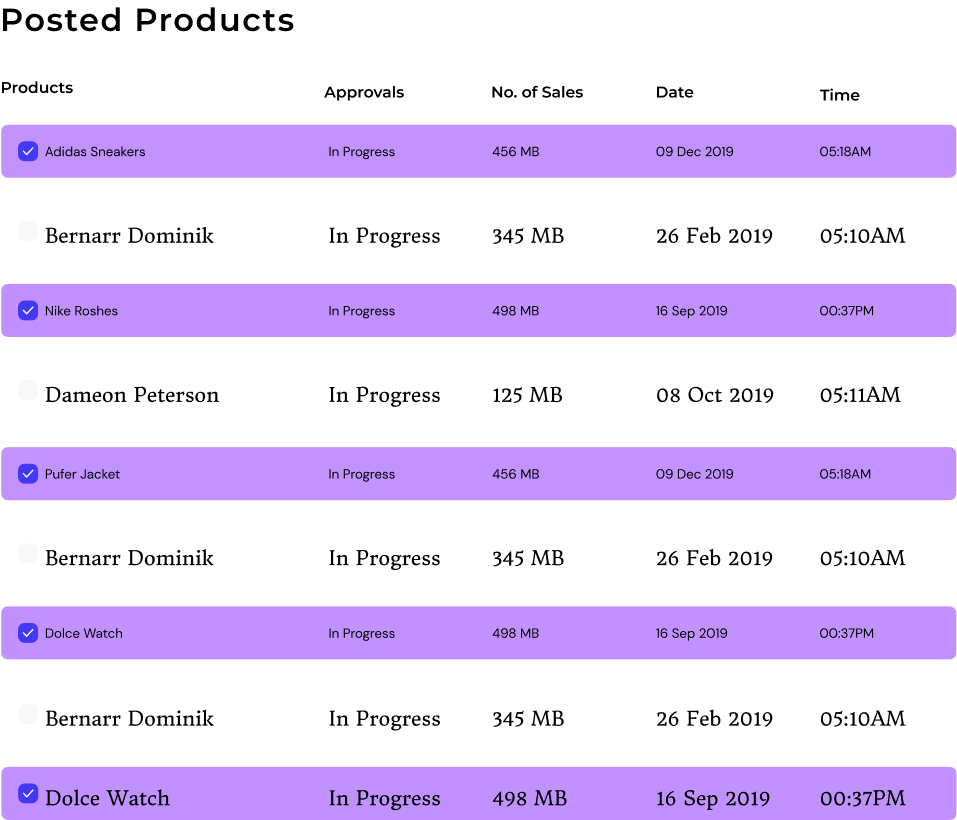 Posted Products
Products Approvals No. of Sales Date Time
Adidas Sneakers In Progress 456 MB 09 Dec 2019 05:18AM
Bernarr Dominik In Progress 345 MB 26 Feb 2019 05:10AM
Nike Roshes In Progress 498 MB 16 Sep 2019 00:37PM
Dameon Peterson In Progress 125 MB 08 Oct 2019 05:11AM
Pufer Jacket In Progress 456 MB 09 Dec 2019 05:18AM
Bernarr Dominik In Progress 345 MB 26 Feb 2019 05:10AM
Dolce Watch In Progress 498 MB 16 Sep 2019 00:37PM
Bernarr Dominik In Progress 345 MB 26 Feb 2019 05:10AM
Dolce Watch In Progress 498 MB 16 Sep 2019 00:37PM